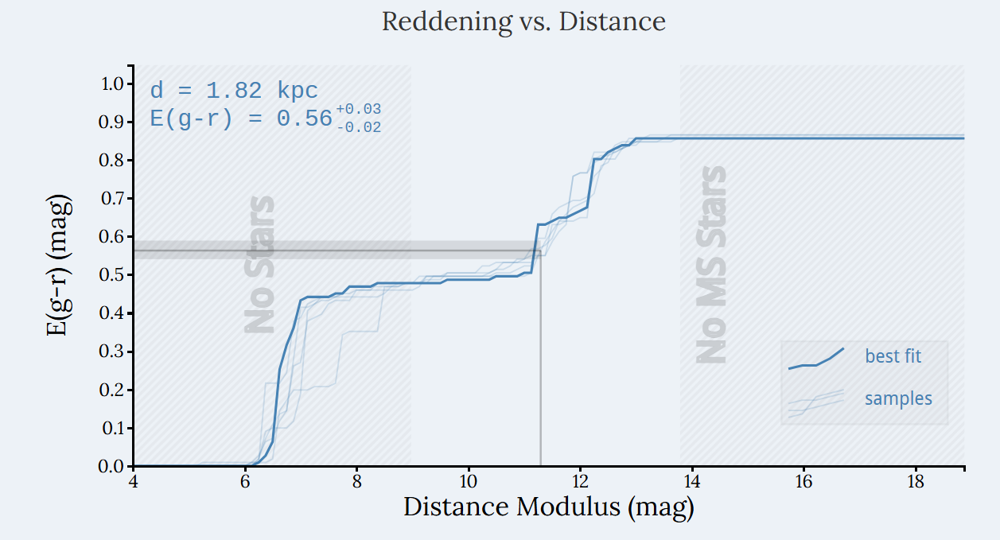 Reddening vs. Distance
d = 1.82 kpc
E(g-r) = 0.56 +0.03 -0.02
E(g−r) (mag)
1.0
0.9
0.8
0.7
0.6
0.5
0.4
0.3
0.2
0.1
0.0
No Stars
No MS Stars
best fit
samples
4 6 8 10 12 14 16 18
Distance Modulus (mag)